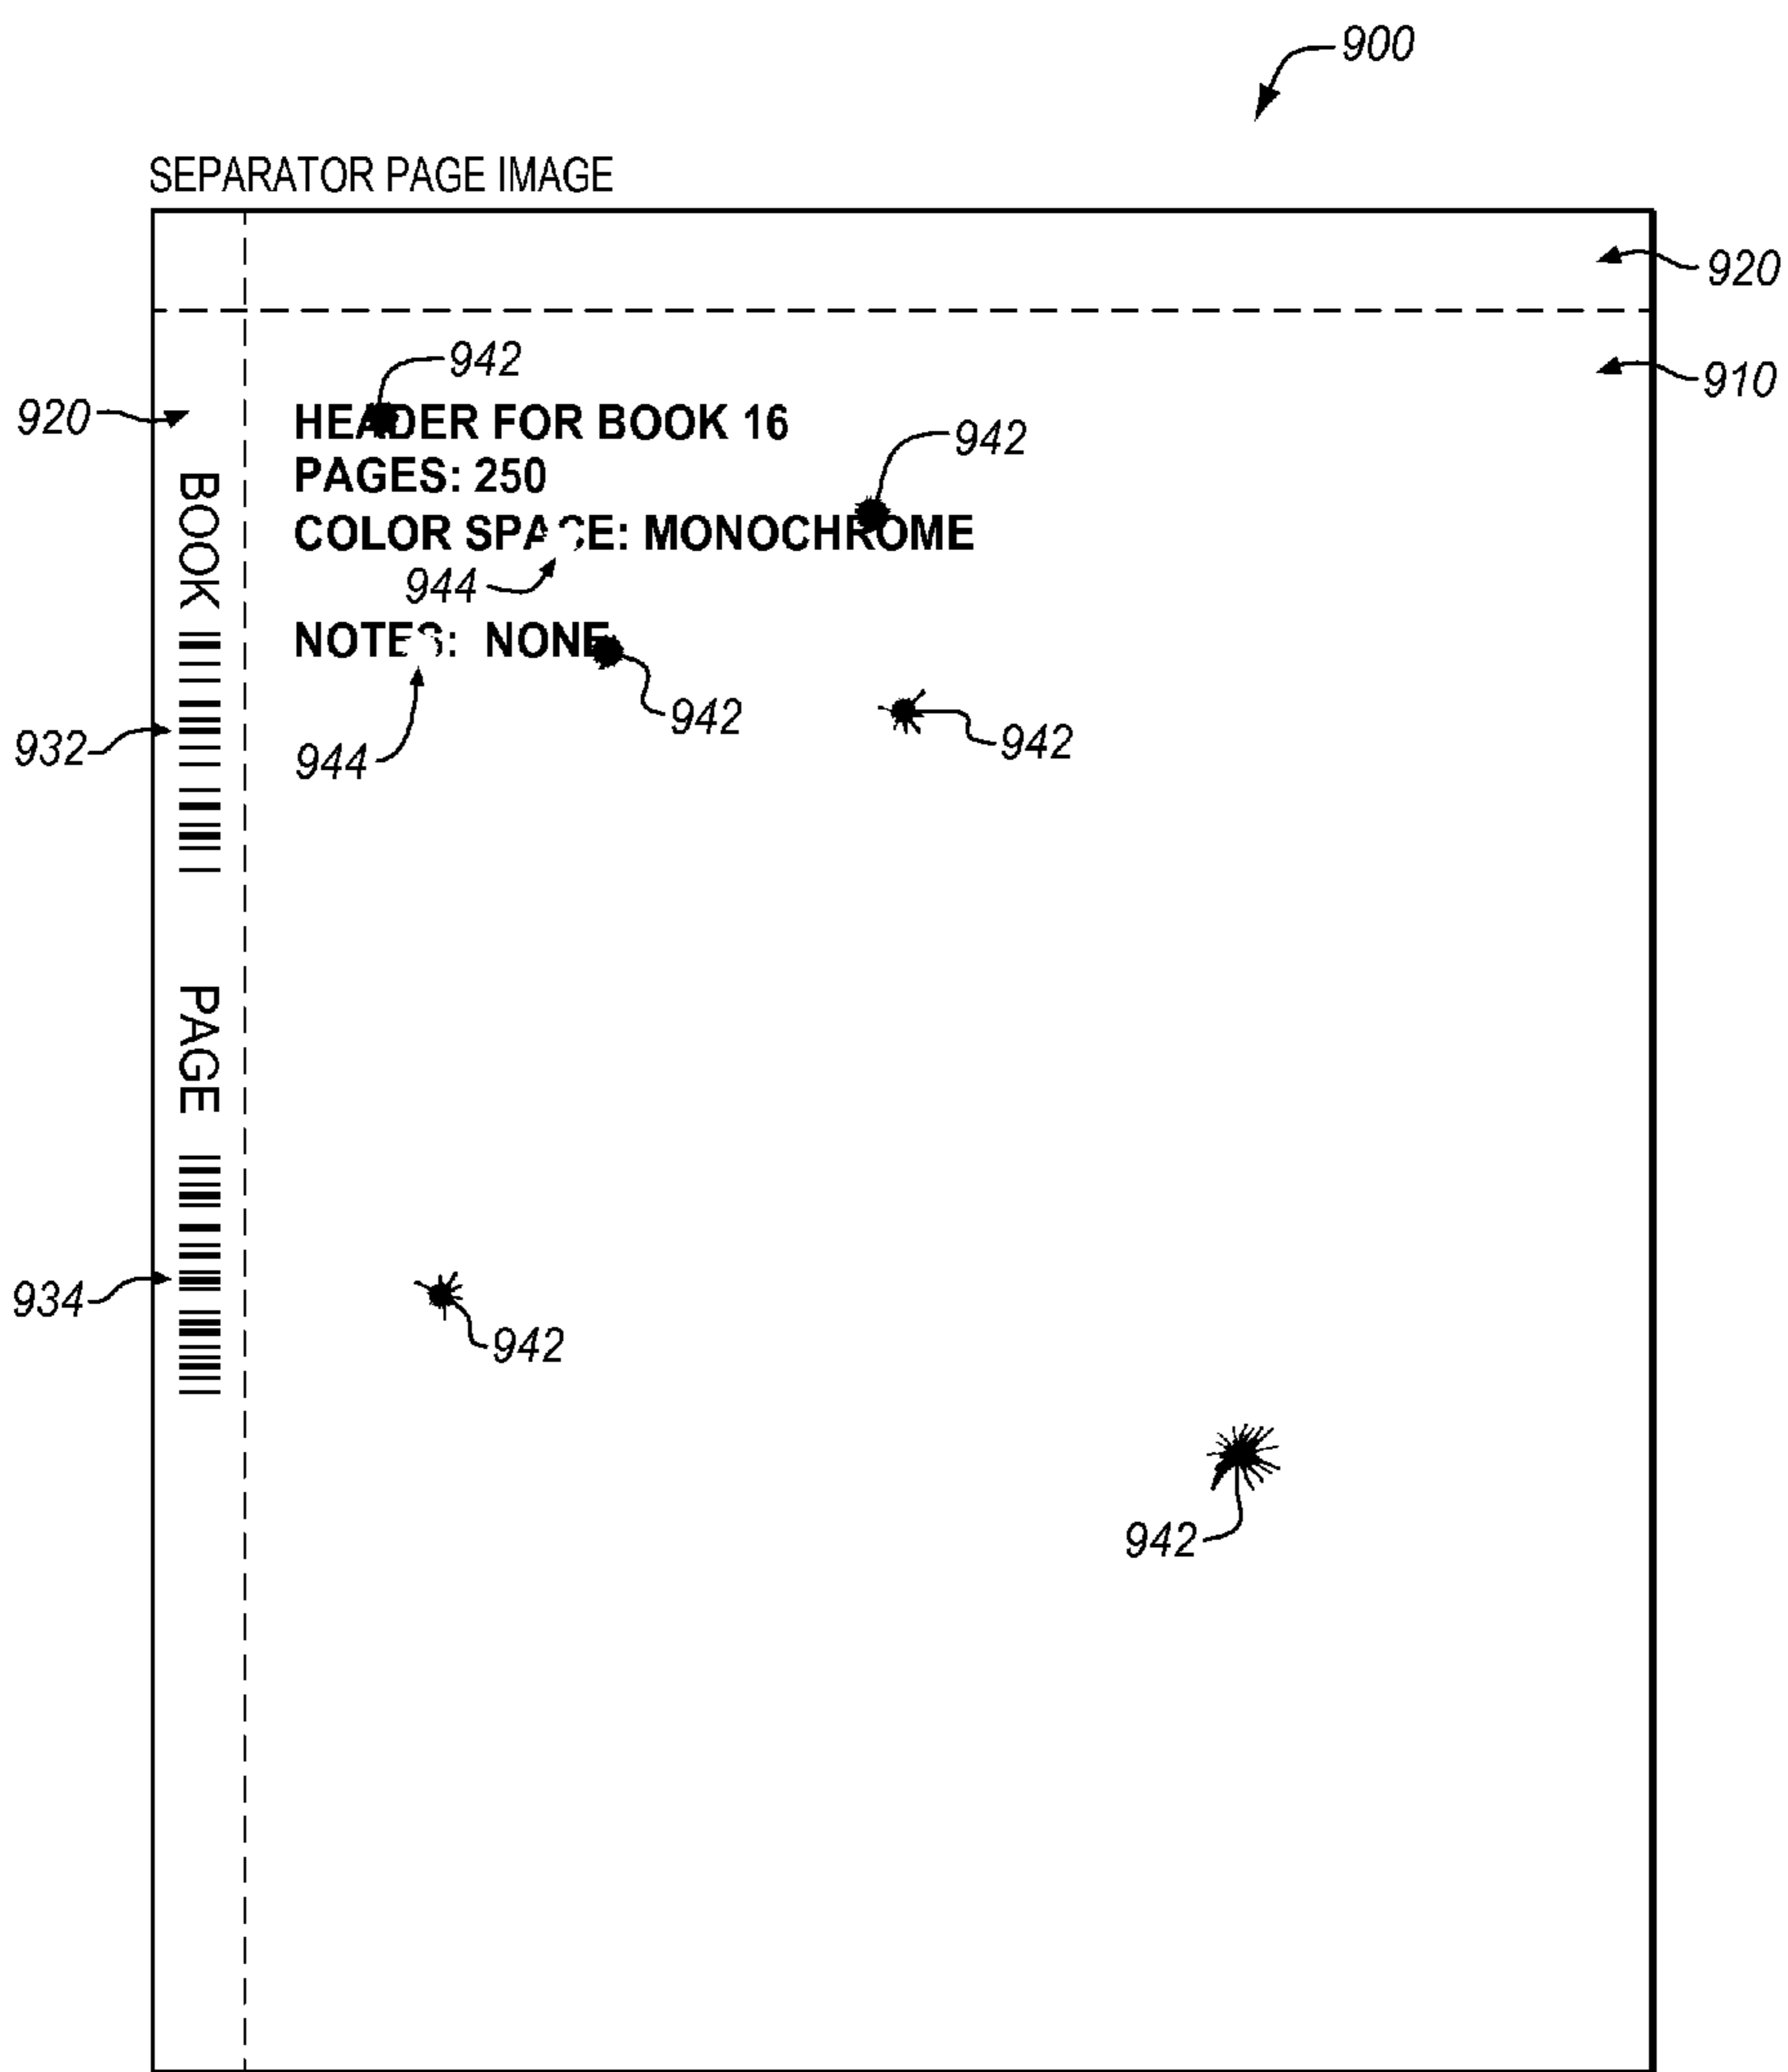 900
SEPARATOR PAGE IMAGE
920
910
942
920
HEADER FOR BOOK 16
942
PAGES: 250
COLOR SPACE: MONOCHROME
944
NOTES: NONE
942
942
944
BOOK
932
PAGE
934
942
942